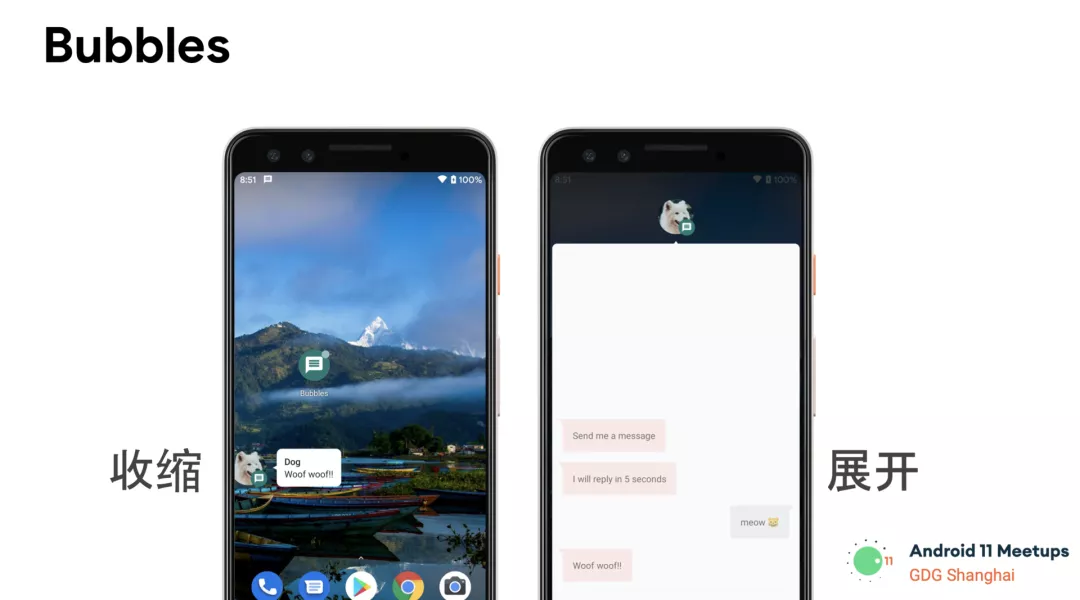 Bubbles
8:51
100%
Bubbles
Dog
Woof woof!!
收缩
8:51
100%
Send me a message
I will reply in 5 seconds
meow 😸
Woof woof!!
展开
11
Android 11 Meetups
GDG Shanghai